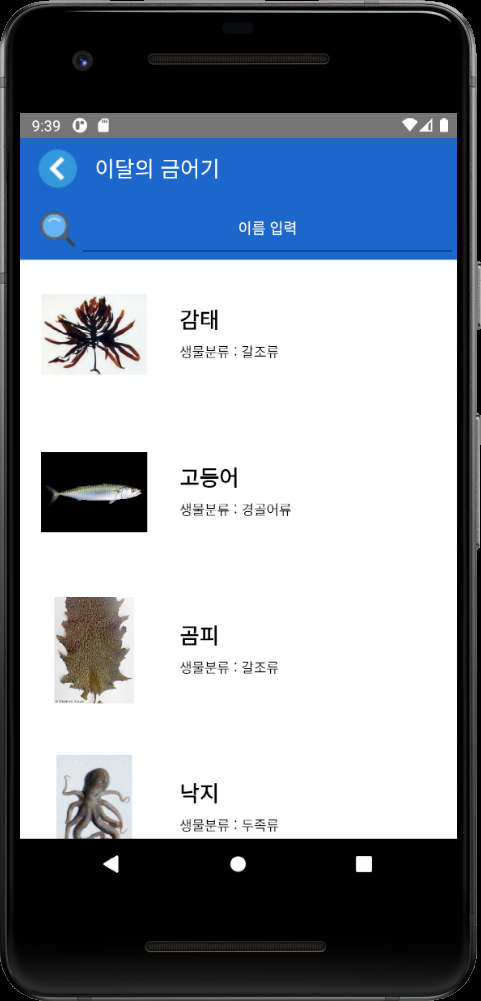 9:39
이달의 금어기
이름 입력
감태
생물분류 : 갈조류
고등어
생물분류 : 경골어류
곰피
생물분류 : 갈조류
낙지
생물분류 : 두족류